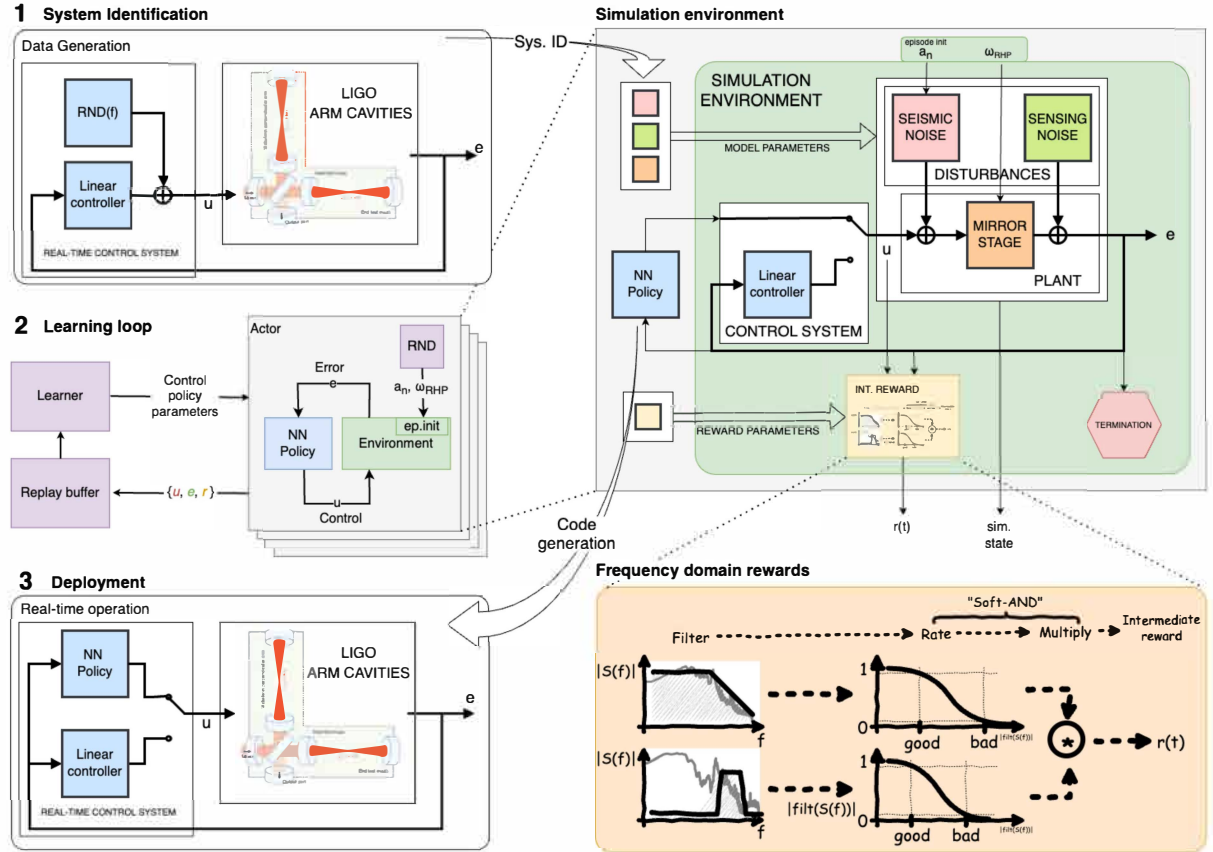 1 System Identification
Data Generation
RND(f)
Linear
controller
REAL-TIME CONTROL SYSTEM
u
LIGO
ARM CAVITIES
e
e
Sys. ID
2 Learning loop
Learner
Replay buffer
Control
policy
parameters
{u, e, r}
Actor
RND
aₙ, ωRHP
Error
e
ep.init
Environment
NN
Policy
u
Control
Code
generation
3 Deployment
Real-time operation
NN
Policy
Linear
controller
REAL-TIME CONTROL SYSTEM
u
LIGO
ARM CAVITIES
End test mass
e
Simulation environment
episode init
aₙ ωRHP
SIMULATION
ENVIRONMENT
MODEL PARAMETERS
SEISMIC
NOISE
SENSING
NOISE
DISTURBANCES
MIRROR
STAGE
PLANT
e
u
NN
Policy
Linear
controller
CONTROL SYSTEM
REWARD PARAMETERS
INT. REWARD
TERMINATION
r(t)
sim.
state
Frequency domain rewards
"Soft-AND"
Filter Rate Multiply Intermediate
reward
|S(f)|
f
1
0
good bad |filt(S(f))|
|S(f)|
f
|filt(S(f))|
1
0
good bad |filt(S(f))|
*
r(t)